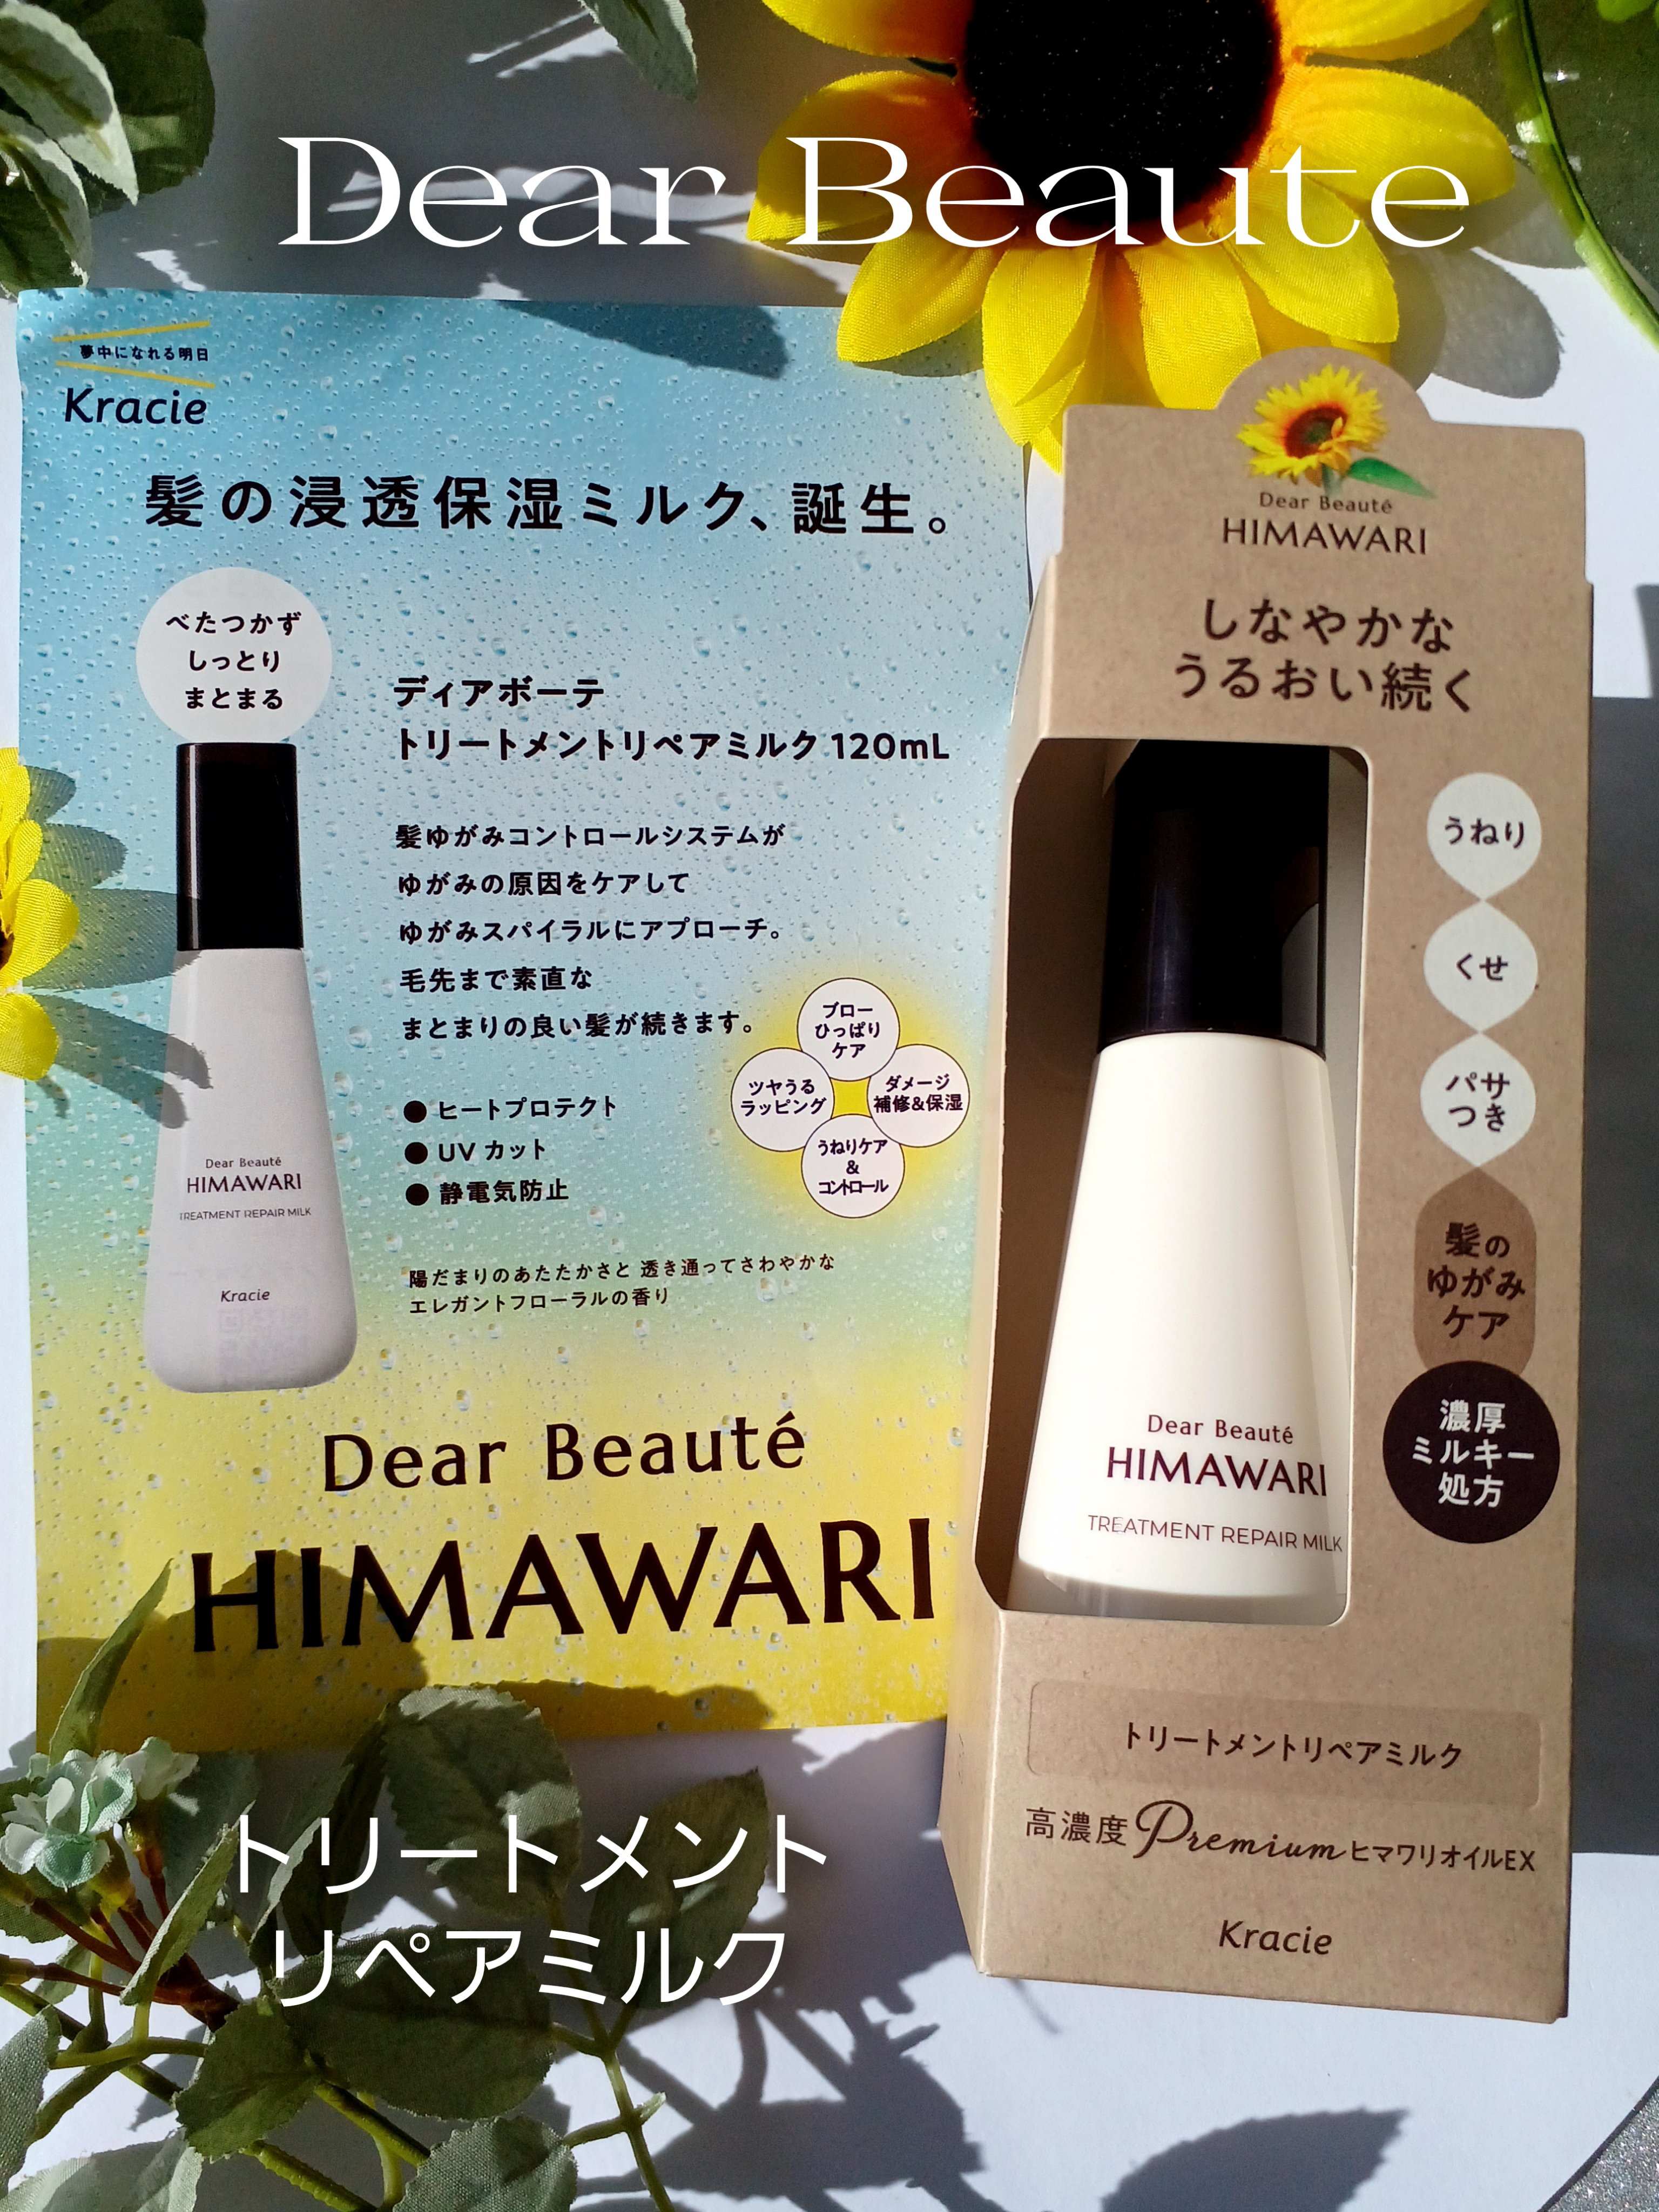 Dear Beaute
夢中になれる明日
Kracie
髪の浸透保湿ミルク、誕生。
べたつかず
しっとり
まとまる
ディアボーテ
トリートメントリペアミルク 120mL
髪ゆがみコントロールシステムが
ゆがみの原因をケアして
ゆがみスパイラルにアプローチ。
毛先まで素直な
まとまりの良い髪が続きます。
ブロー
ひっぱり
ケア
ツヤうる
ラッピング
ダメージ
補修&保湿
うねりケア
&
コントロール
● ヒートプロテクト
● UV カット
● 静電気防止
陽だまりのあたたかさと 透き通ってさわやかな
エレガントフローラルの香り
Dear Beauté
HIMAWARI
TREATMENT REPAIR MILK
Kracie
Dear Beauté
HIMAWARI
Dear Beauté
HIMAWARI
しなやかな
うるおい続く
うねり
くせ
パサ
つき
髪の
ゆがみ
ケア
濃厚
ミルキー
処方
Dear Beauté
HIMAWARI
TREATMENT REPAIR MILK
トリートメントリペアミルク
高濃度 Premium ヒマワリオイルEX
Kracie
トリートメント
リペアミルク